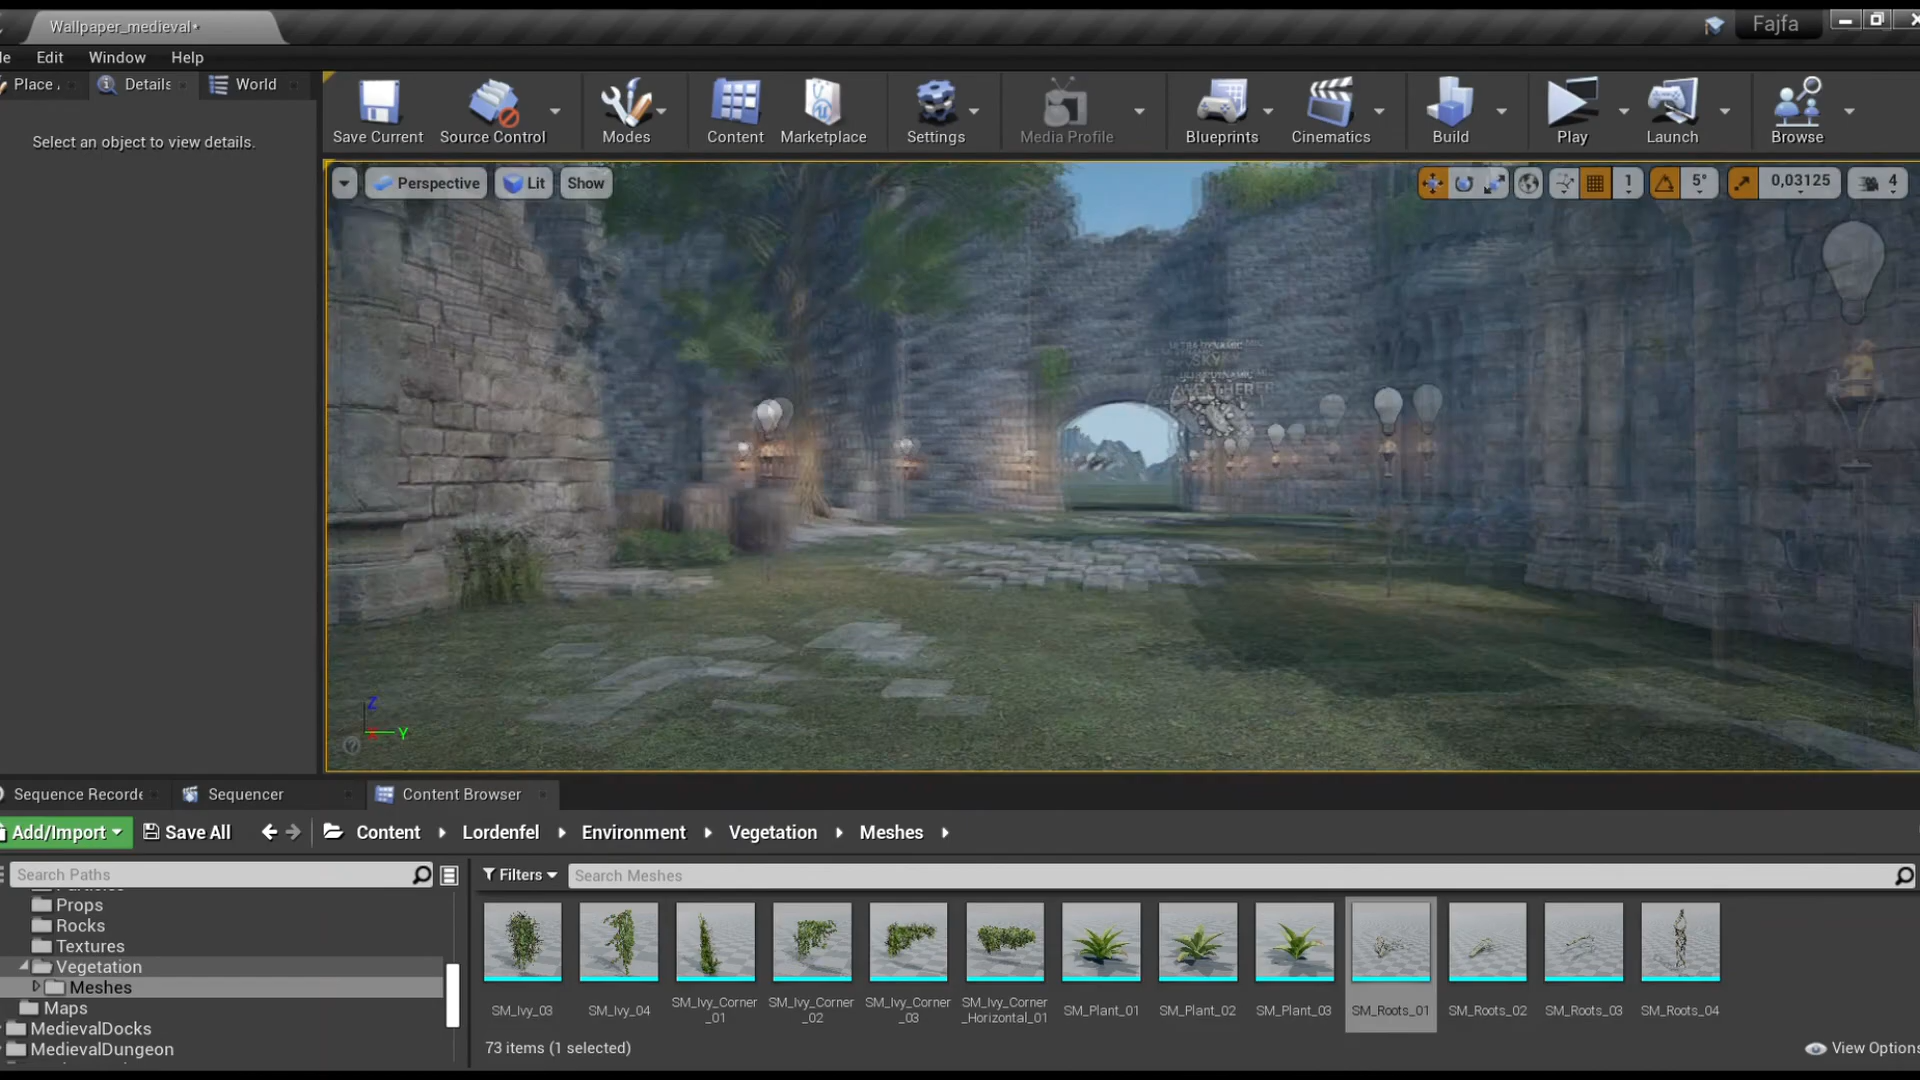 Wallpaper_medieval*
Fajfa
Edit
Window
Help
Place
Details
World
Select an object to view details.
Save Current
Source Control
Modes
Content
Marketplace
Settings
Media Profile
Blueprints
Cinematics
Build
Play
Launch
Browse
Perspective
Lit
Show
1
5°
0,03125
4
Z
X
Y
Sequence Recorde
Sequencer
Content Browser
Add/Import
Save All
Content
Lordenfel
Environment
Vegetation
Meshes
Search Paths
Filters
Search Meshes
Props
Rocks
Textures
Vegetation
Meshes
Maps
MedievalDocks
MedievalDungeon
SM_Ivy_03
SM_Ivy_04
SM_Ivy_Corner
_01
SM_Ivy_Corner
_02
SM_Ivy_Corner
_03
SM_Ivy_Corner
_Horizontal_01
SM_Plant_01
SM_Plant_02
SM_Plant_03
SM_Roots_01
SM_Roots_02
SM_Roots_03
SM_Roots_04
73 items (1 selected)
View Options